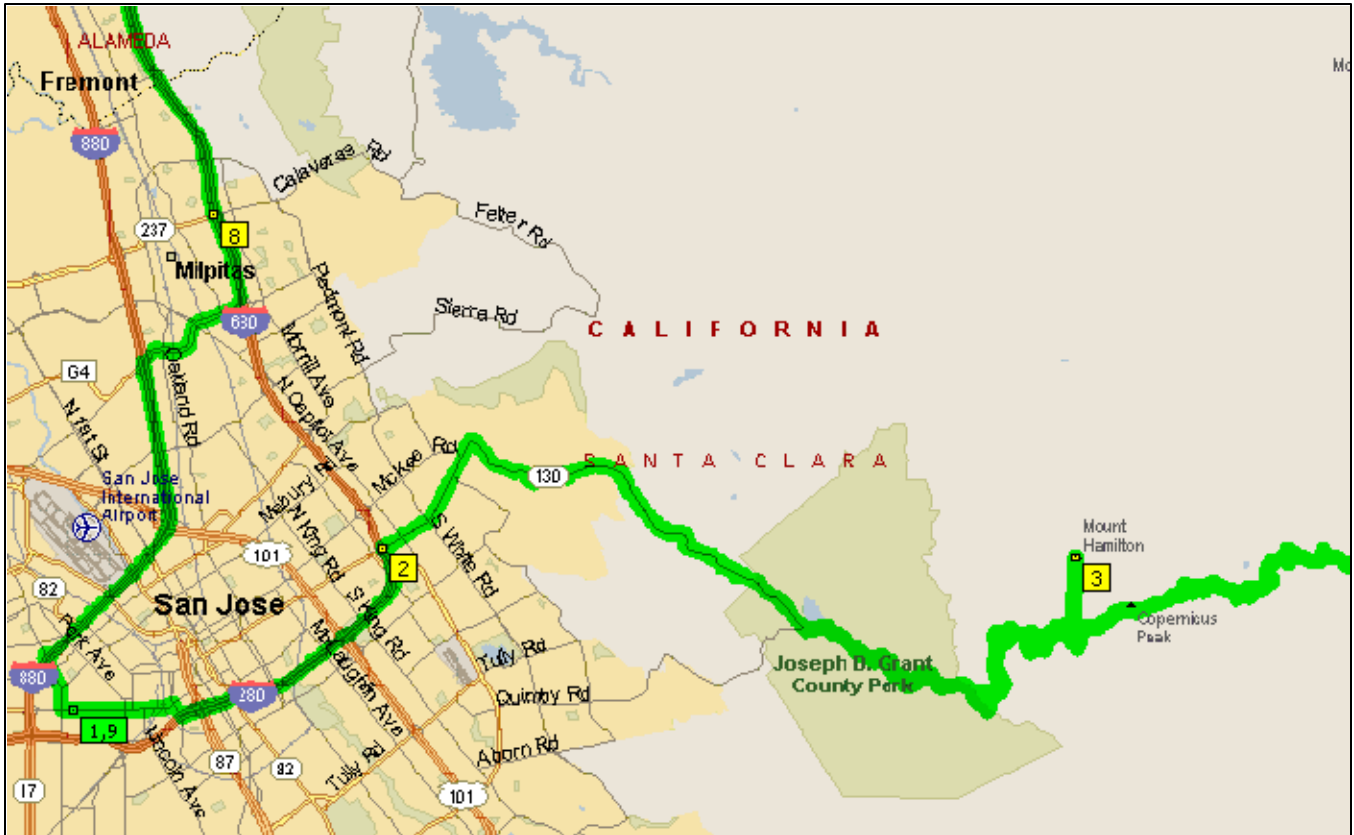 ALAMEDA
Fremont
Mo
880
Calaveras Rd
Felter Rd
237
8
Milpitas
Piedmont Rd
Sierra Rd
680
CALIFORNIA
Morrill Ave
G4
Oakland Rd
N Capitol Ave
N 1st St
McKee Rd
SANTA CLARA
130
San Jose
International
Airport
Mabury Rd
N King Rd
S White Rd
Mount
Hamilton
101
2
3
82
San Jose
S King Rd
Copernicus
Peak
Park Ave
McLaughlin Ave
Tully Rd
Joseph D. Grant
County Park
880
280
Quimby Rd
1,9
Lincoln Ave
Aborn Rd
87
82
Tully Rd
17
101